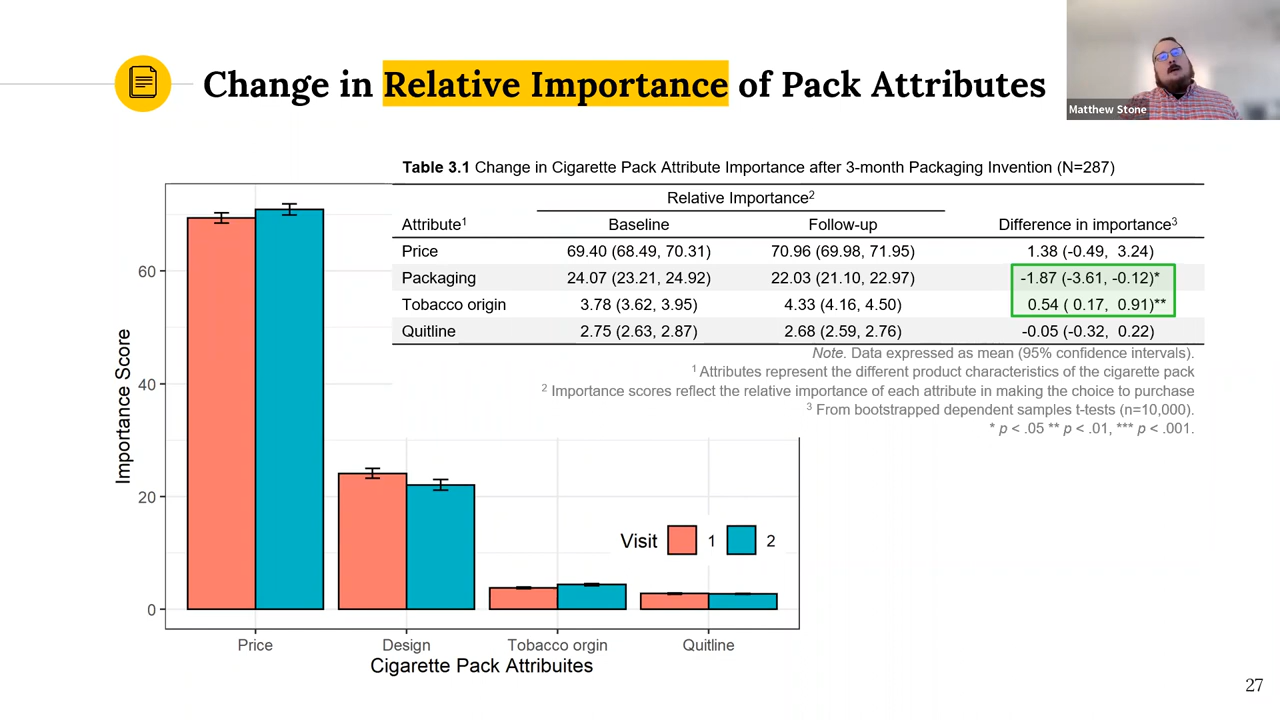 Change in Relative Importance of Pack Attributes
Matthew Stone
Table 3.1 Change in Cigarette Pack Attribute Importance after 3-month Packaging Invention (N=287)
Relative Importance2
Attribute1 Baseline Follow-up Difference in importance3
Price 69.40 (68.49, 70.31) 70.96 (69.98, 71.95) 1.38 (-0.49, 3.24)
Packaging 24.07 (23.21, 24.92) 22.03 (21.10, 22.97) -1.87 (-3.61, -0.12)*
Tobacco origin 3.78 (3.62, 3.95) 4.33 (4.16, 4.50) 0.54 ( 0.17, 0.91)**
Quitline 2.75 (2.63, 2.87) 2.68 (2.59, 2.76) -0.05 (-0.32, 0.22)
Note. Data expressed as mean (95% confidence intervals).
1 Attributes represent the different product characteristics of the cigarette pack
2 Importance scores reflect the relative importance of each attribute in making the choice to purchase
3 From bootstrapped dependent samples t-tests (n=10,000).
* p < .05 ** p < .01, *** p < .001.
Importance Score
60
40
20
0
Visit 1 2
Price Design Tobacco orgin Quitline
Cigarette Pack Attribuites
27